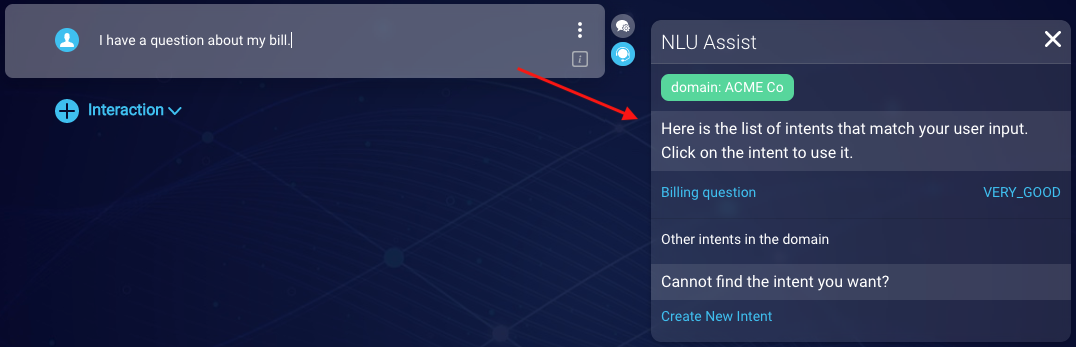 I have a question about my bill.
i
Interaction
NLU Assist
domain: ACME Co
Here is the list of intents that match your user input.
Click on the intent to use it.
Billing question VERY_GOOD
Other intents in the domain
Cannot find the intent you want?
Create New Intent